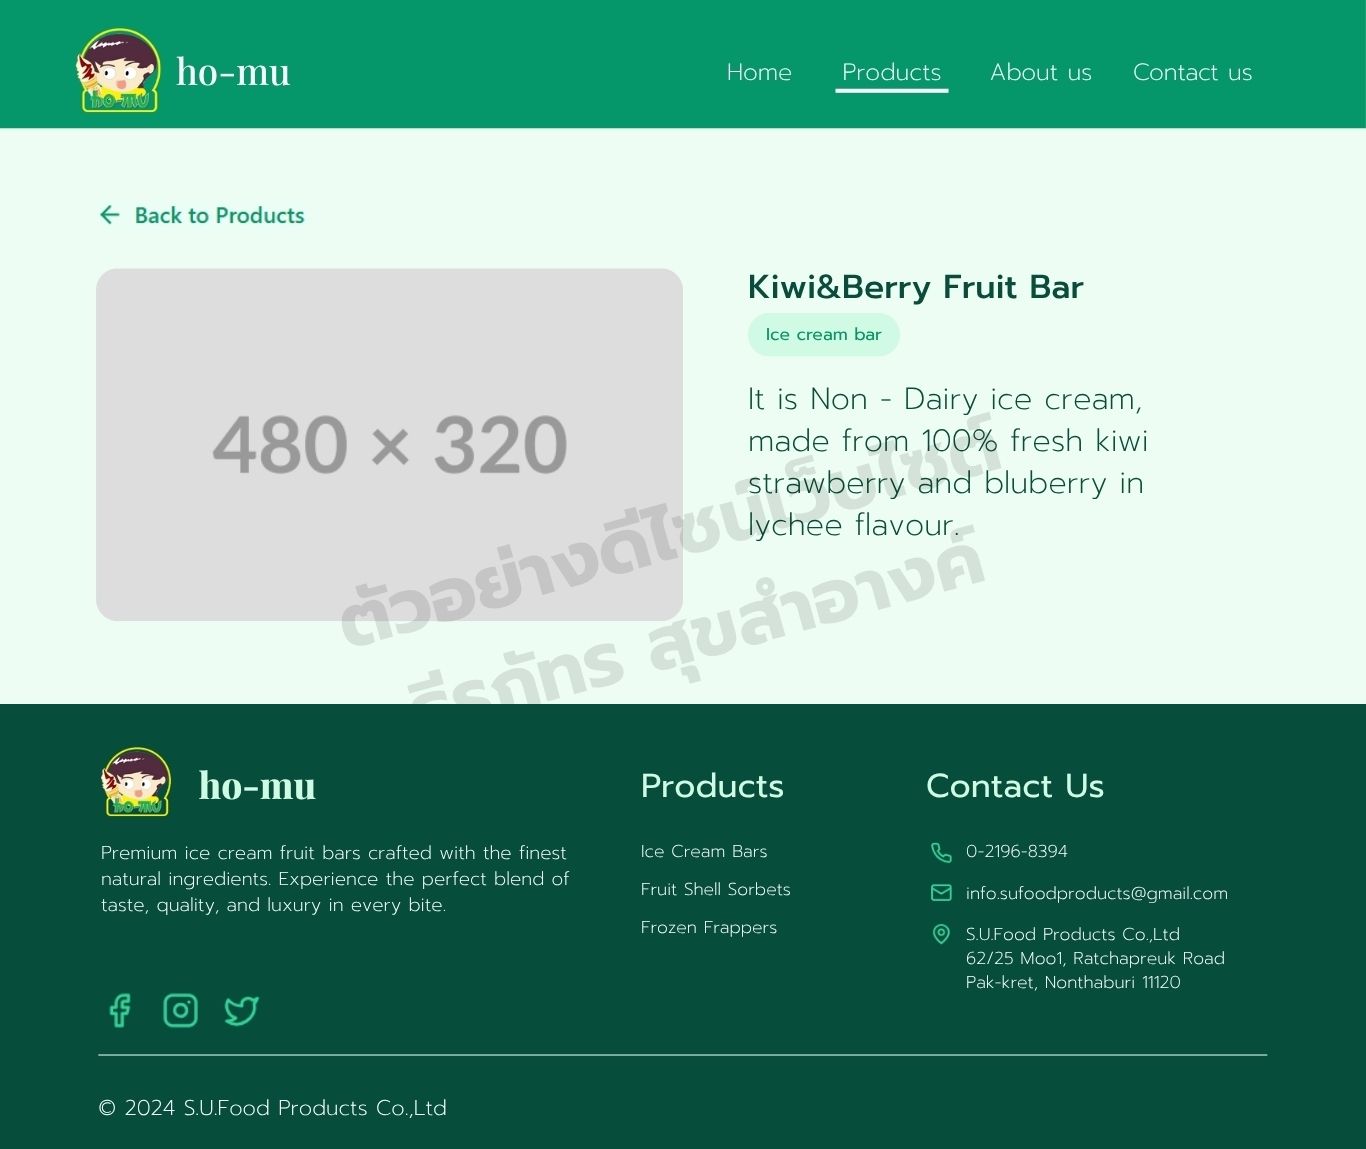 HO-MU
ho-mu
Home
Products
About us
Contact us
Back to Products
480 × 320
Kiwi&Berry Fruit Bar
Ice cream bar
It is Non - Dairy ice cream,
made from 100% fresh kiwi
strawberry and bluberry in
lychee flavour.
ตัวอย่างดีไซน์เว็บไซต์
ธีรภัทร สุขสำอางค์
HO-MU
ho-mu
Premium ice cream fruit bars crafted with the finest
natural ingredients. Experience the perfect blend of
taste, quality, and luxury in every bite.
Products
Ice Cream Bars
Fruit Shell Sorbets
Frozen Frappers
Contact Us
0-2196-8394
info.sufoodproducts@gmail.com
S.U.Food Products Co.,Ltd
62/25 Moo1, Ratchapreuk Road
Pak-kret, Nonthaburi 11120
© 2024 S.U.Food Products Co.,Ltd